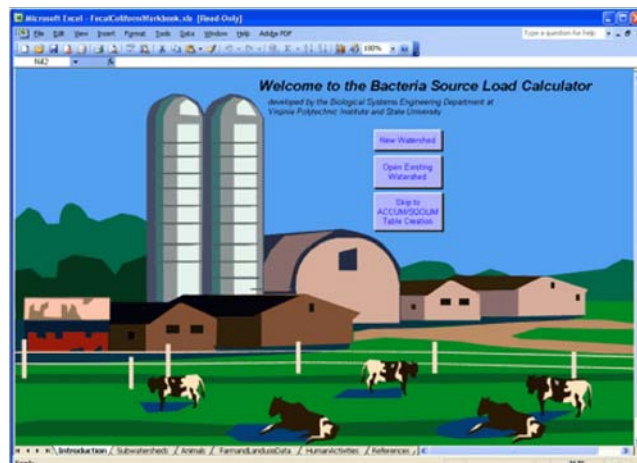 Microsoft Excel - FecalColiformWorkbook.xls [Read-Only]
File Edit View Insert Format Tools Data Window Help Adobe PDF
Type a question for help
100%
N42
fx
Welcome to the Bacteria Source Load Calculator
developed by the Biological Systems Engineering Department at
Virginia Polytechnic Institute and State University
New Watershed
Open Existing
Watershed
Skip to
ACCUM/SQOLIM
Table Creation
Introduction / Subwatersheds / Animals / FarmandLanduseData / HumanActivities / References /
Ready
NUM